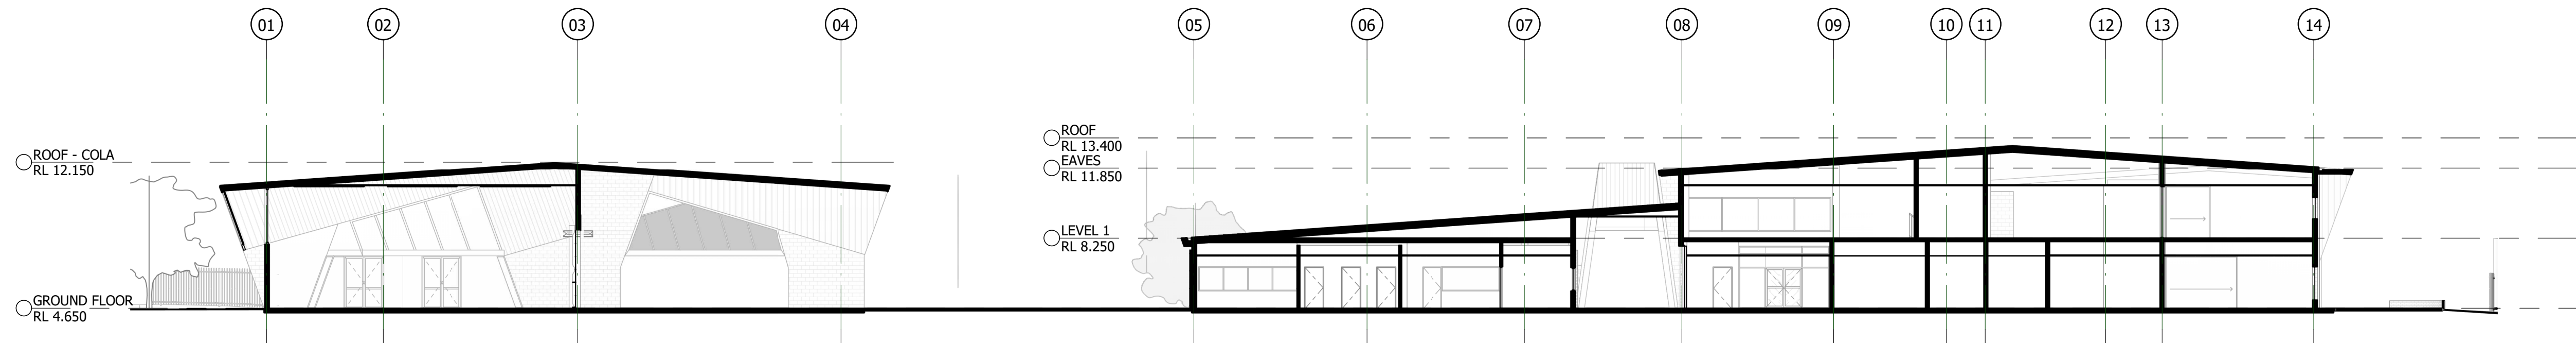 01
02
03
04
05
06
07
08
09
10
11
12
13
14
ROOF
RL 13.400
ROOF - COLA
RL 12.150
EAVES
RL 11.850
LEVEL 1
RL 8.250
GROUND FLOOR
RL 4.650